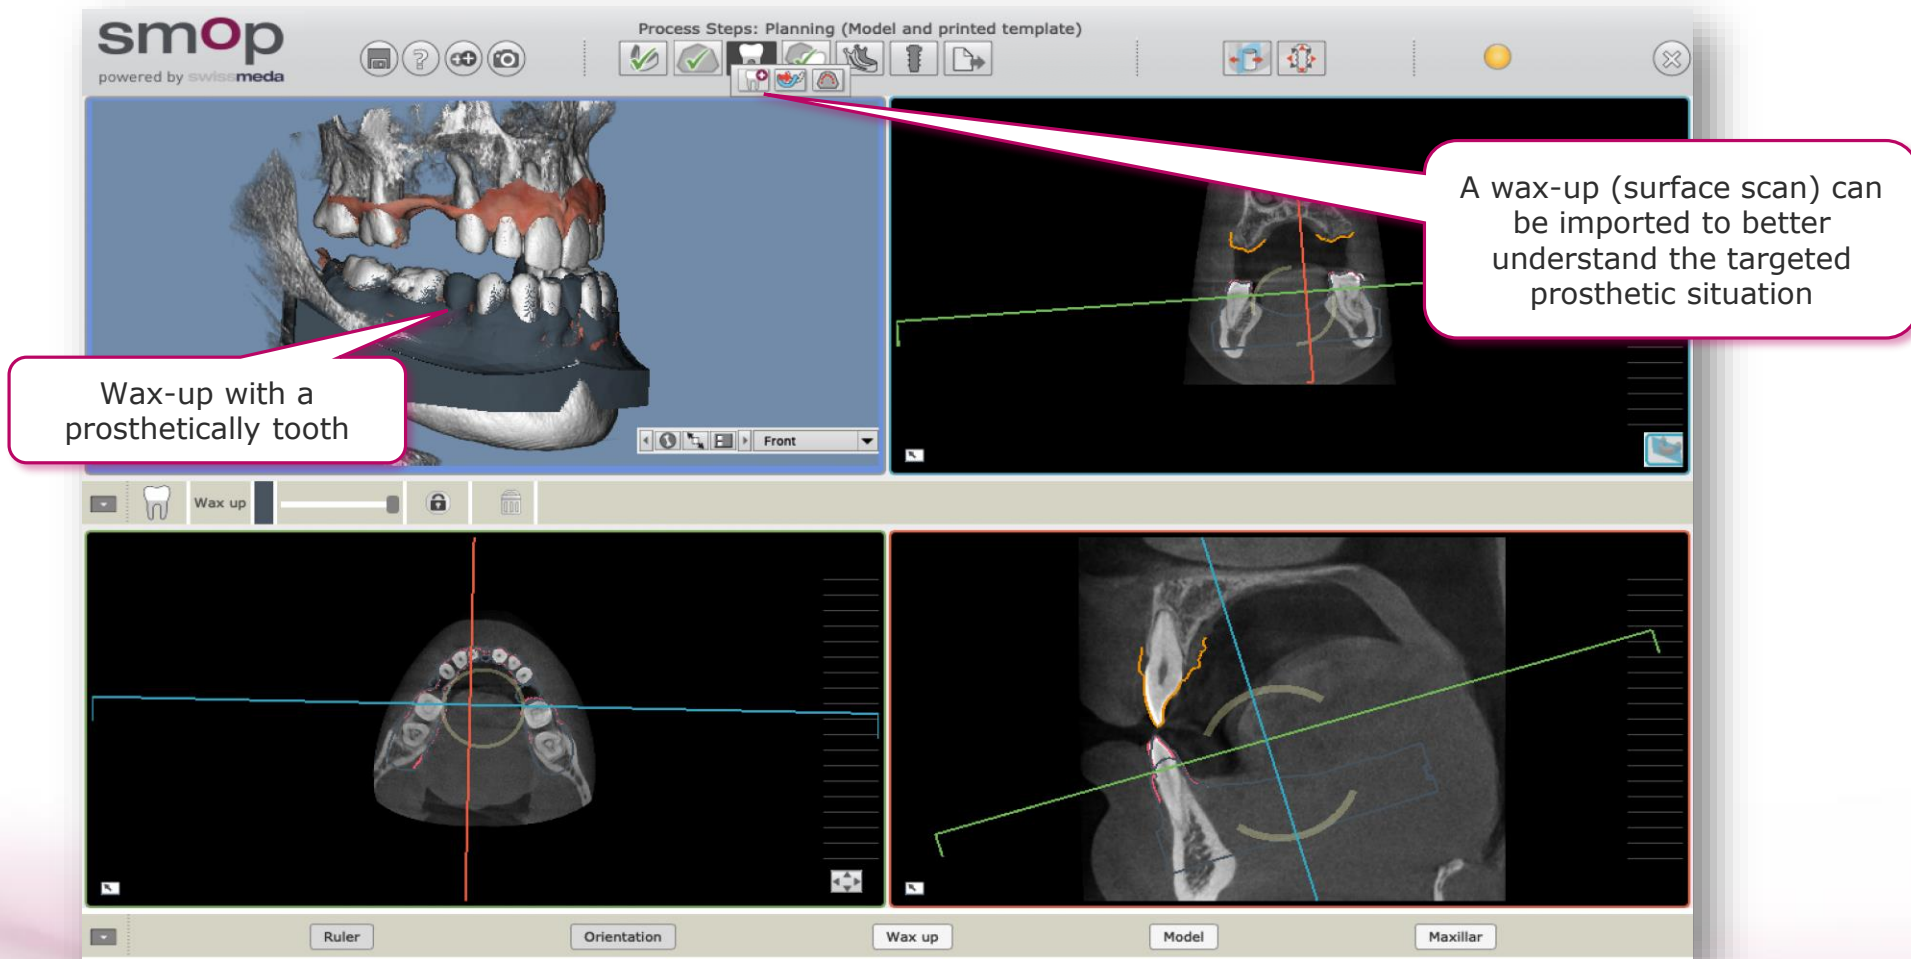 smop
powered by swissmeda
Process Steps: Planning (Model and printed template)
A wax-up (surface scan) can
be imported to better
understand the targeted
prosthetic situation
Wax-up with a
prosthetically tooth
Front
Wax up
Ruler
Orientation
Wax up
Model
Maxillar